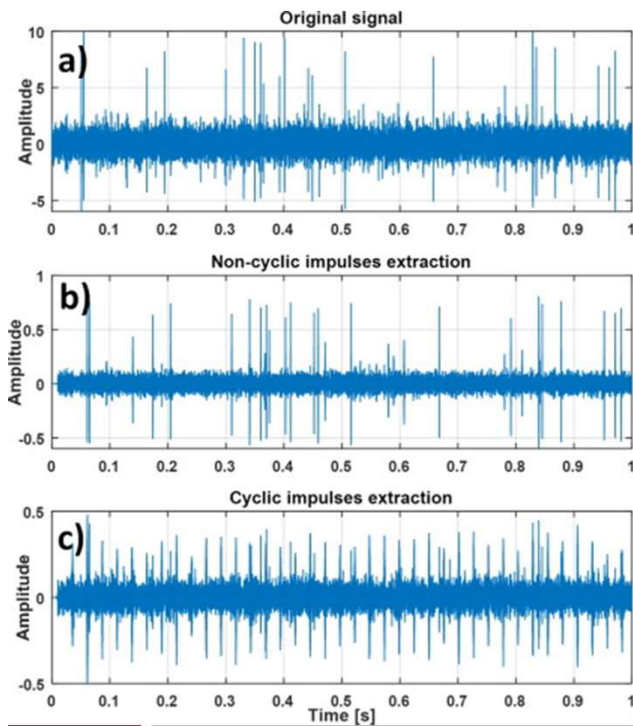 Original signal
a)
Amplitude
10
5
0
-5
0 0.1 0.2 0.3 0.4 0.5 0.6 0.7 0.8 0.9 1
Non-cyclic impulses extraction
b)
Amplitude
1
0.5
0
-0.5
0 0.1 0.2 0.3 0.4 0.5 0.6 0.7 0.8 0.9 1
Cyclic impulses extraction
c)
Amplitude
0.5
0
-0.5
0 0.1 0.2 0.3 0.4 0.5 0.6 0.7 0.8 0.9 1
Time [s]